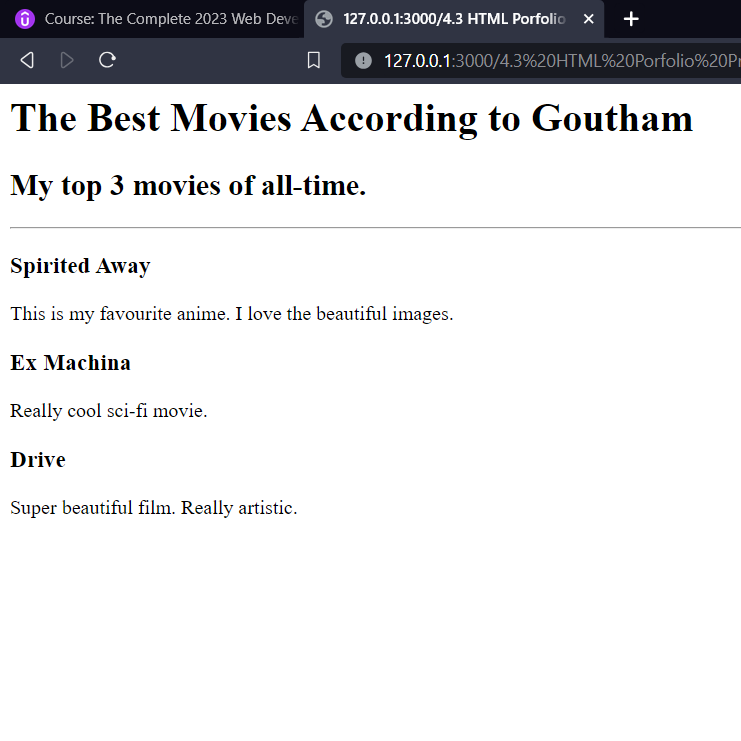 Course: The Complete 2023 Web Deve
127.0.0.1:3000/4.3 HTML Porfolio
127.0.0.1:3000/4.3%20HTML%20Porfolio%20Pr
The Best Movies According to Goutham
My top 3 movies of all-time.
Spirited Away
This is my favourite anime. I love the beautiful images.
Ex Machina
Really cool sci-fi movie.
Drive
Super beautiful film. Really artistic.